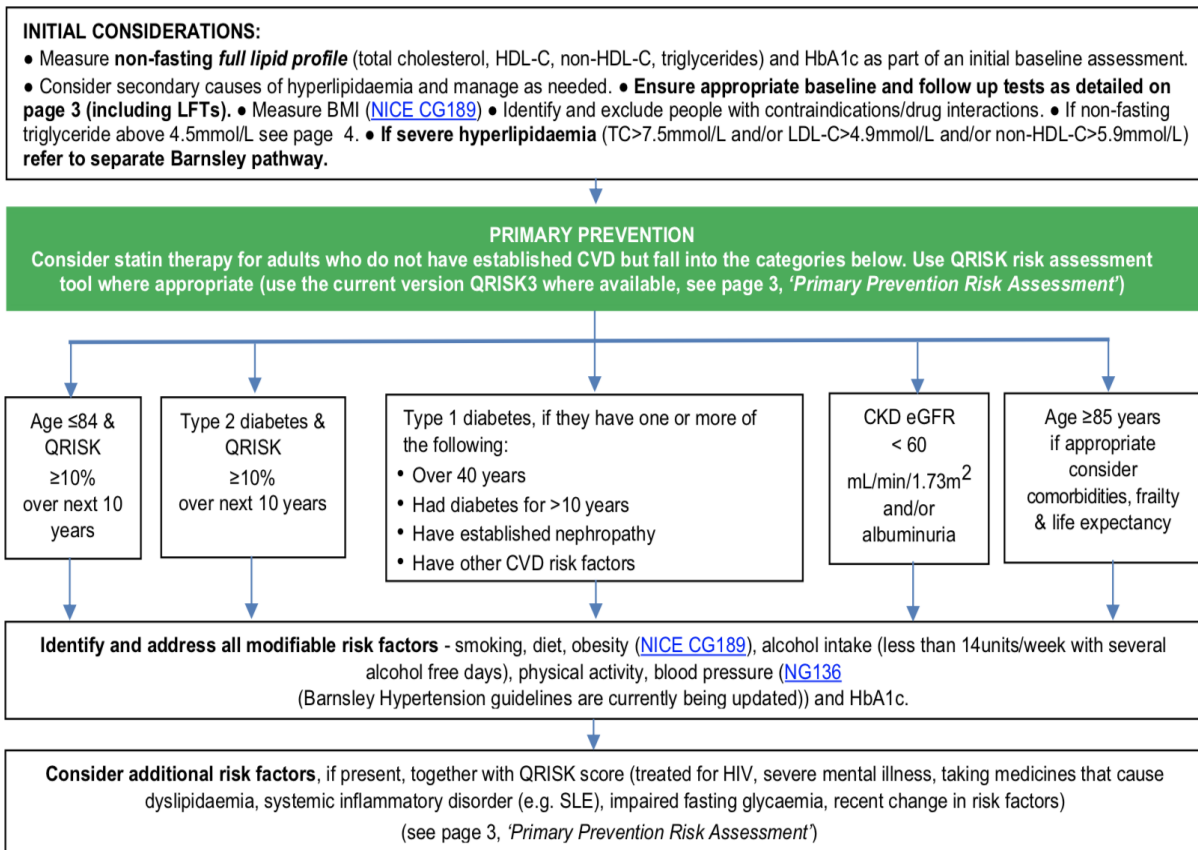 INITIAL CONSIDERATIONS:
● Measure non-fasting full lipid profile (total cholesterol, HDL-C, non-HDL-C, triglycerides) and HbA1c as part of an initial baseline assessment.
● Consider secondary causes of hyperlipidaemia and manage as needed. ● Ensure appropriate baseline and follow up tests as detailed on
page 3 (including LFTs). ● Measure BMI (NICE CG189) ● Identify and exclude people with contraindications/drug interactions. ● If non-fasting
triglyceride above 4.5mmol/L see page 4. ● If severe hyperlipidaemia (TC>7.5mmol/L and/or LDL-C>4.9mmol/L and/or non-HDL-C>5.9mmol/L)
refer to separate Barnsley pathway.
PRIMARY PREVENTION
Consider statin therapy for adults who do not have established CVD but fall into the categories below. Use QRISK risk assessment
tool where appropriate (use the current version QRISK3 where available, see page 3, ‘Primary Prevention Risk Assessment’)
Age ≤84 &
QRISK
≥10%
over next 10
years
Type 2 diabetes &
QRISK
≥10%
over next 10 years
Type 1 diabetes, if they have one or more of
the following:
• Over 40 years
• Had diabetes for >10 years
• Have established nephropathy
• Have other CVD risk factors
CKD eGFR
< 60
mL/min/1.73m²
and/or
albuminuria
Age ≥85 years
if appropriate
consider
comorbidities, frailty
& life expectancy
Identify and address all modifiable risk factors - smoking, diet, obesity (NICE CG189), alcohol intake (less than 14units/week with several
alcohol free days), physical activity, blood pressure (NG136
(Barnsley Hypertension guidelines are currently being updated)) and HbA1c.
Consider additional risk factors, if present, together with QRISK score (treated for HIV, severe mental illness, taking medicines that cause
dyslipidaemia, systemic inflammatory disorder (e.g. SLE), impaired fasting glycaemia, recent change in risk factors)
(see page 3, ‘Primary Prevention Risk Assessment’)